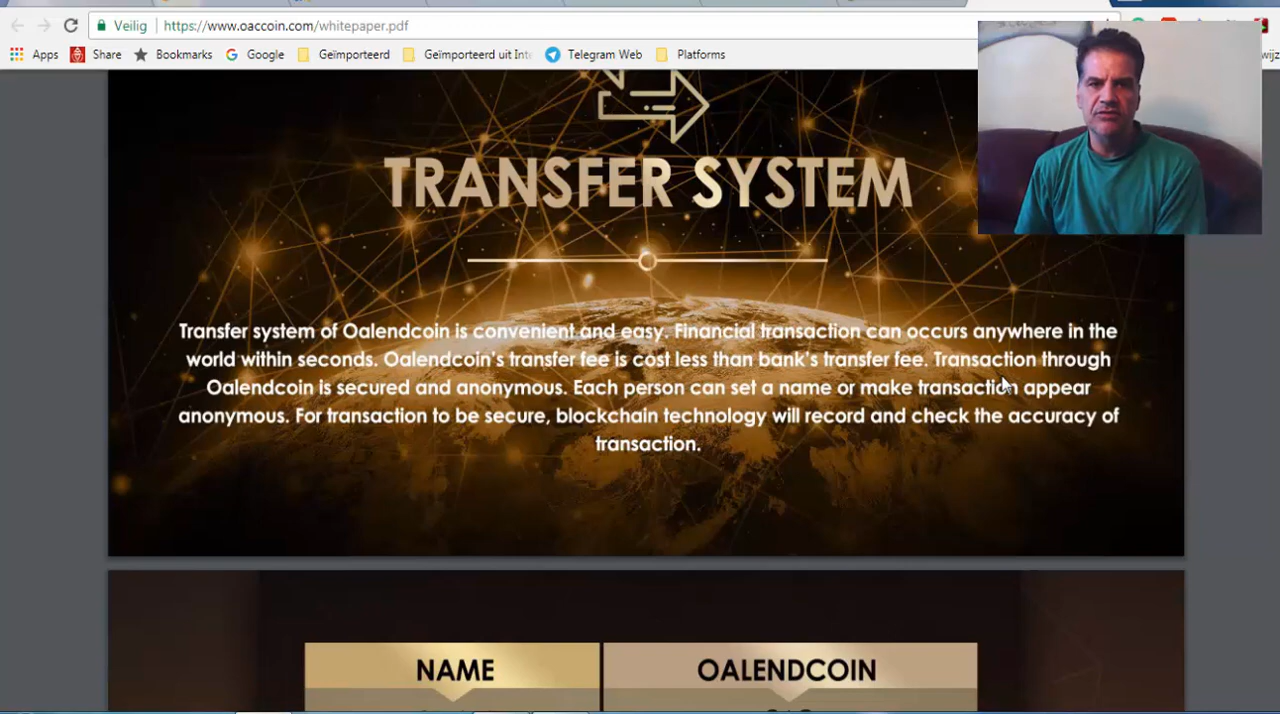 Veilig https://www.oaccoin.com/whitepaper.pdf
Apps Share Bookmarks Google Geïmporteerd Geïmporteerd uit Inte Telegram Web Platforms
TRANSFER SYSTEM
Transfer system of Oalendcoin is convenient and easy. Financial transaction can occurs anywhere in the
world within seconds. Oalendcoin's transfer fee is cost less than bank's transfer fee. Transaction through
Oalendcoin is secured and anonymous. Each person can set a name or make transaction appear
anonymous. For transaction to be secure, blockchain technology will record and check the accuracy of
transaction.
NAME OALENDCOIN